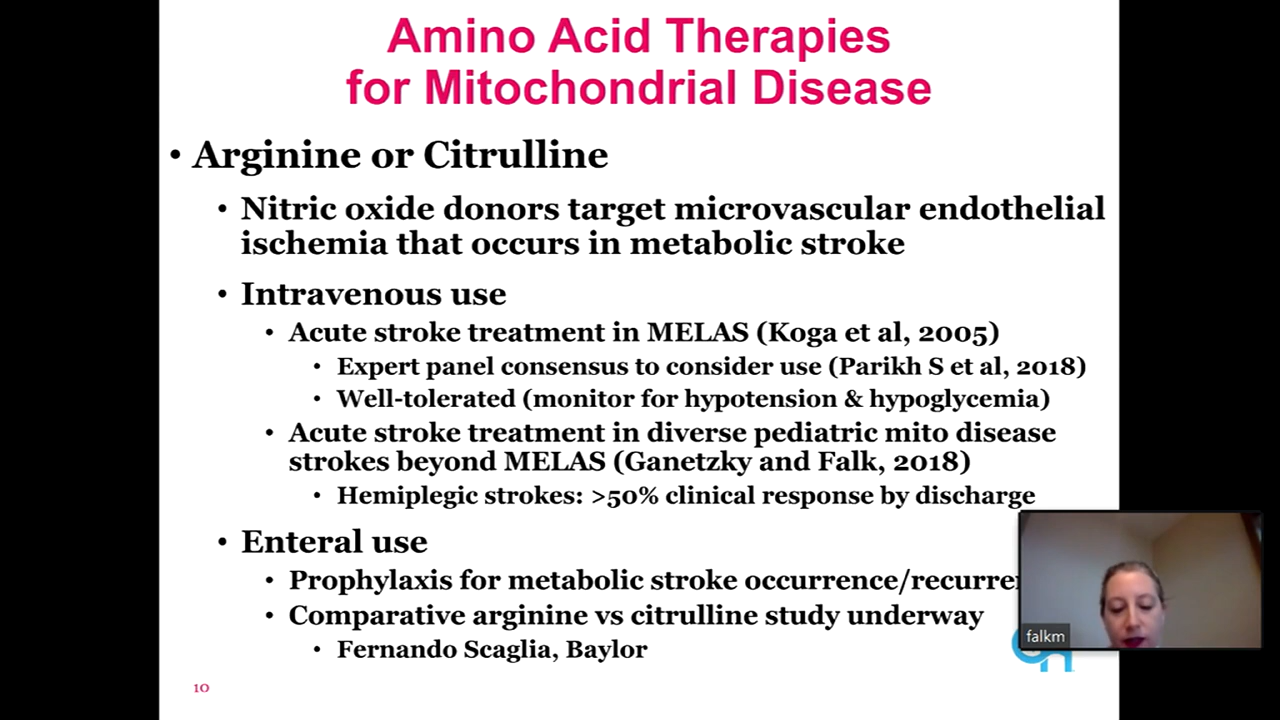 Amino Acid Therapies
for Mitochondrial Disease
• Arginine or Citrulline
• Nitric oxide donors target microvascular endothelial
ischemia that occurs in metabolic stroke
• Intravenous use
• Acute stroke treatment in MELAS (Koga et al, 2005)
• Expert panel consensus to consider use (Parikh S et al, 2018)
• Well-tolerated (monitor for hypotension & hypoglycemia)
• Acute stroke treatment in diverse pediatric mito disease
strokes beyond MELAS (Ganetzky and Falk, 2018)
• Hemiplegic strokes: >50% clinical response by discharge
• Enteral use
• Prophylaxis for metabolic stroke occurrence/
• Comparative arginine vs citrulline study underway
• Fernando Scaglia, Baylor
falkm
10